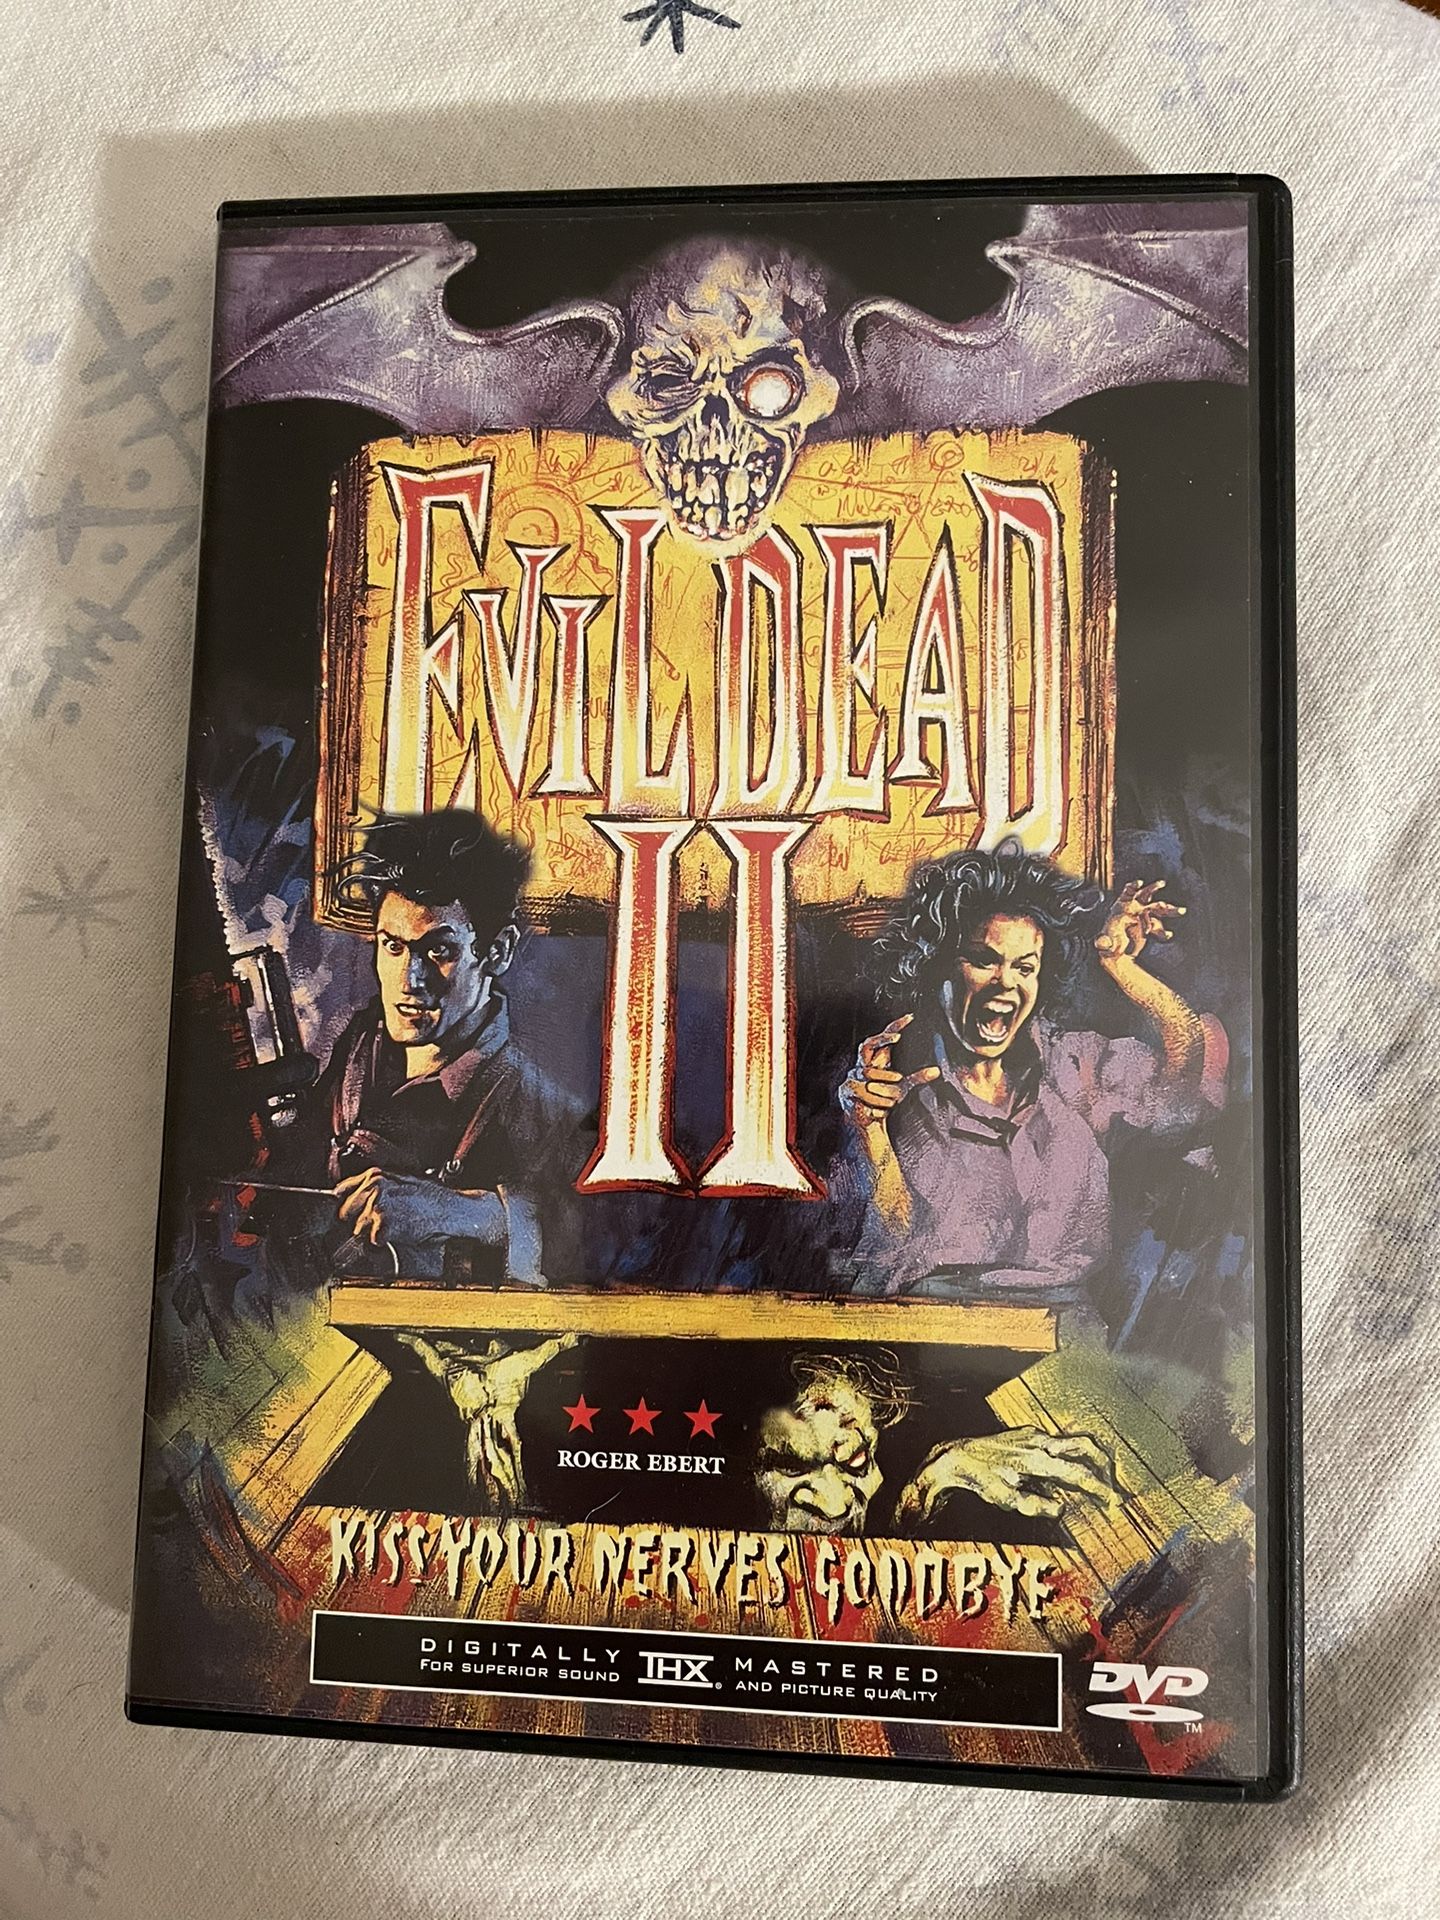 EVIL DEAD
II
★ ★ ★
ROGER EBERT
KISS YOUR NERVES GOODBYE
DIGITALLY THX® MASTERED
FOR SUPERIOR SOUND AND PICTURE QUALITY
DVD
TM